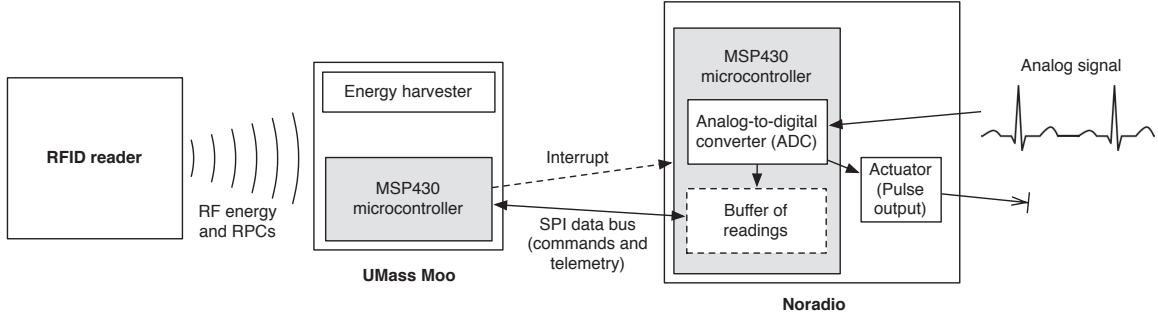 RFID reader
RF energy
and RPCs
Energy harvester
MSP430
microcontroller
UMass Moo
Interrupt
SPI data bus
(commands and
telemetry)
MSP430
microcontroller
Analog-to-digital
converter (ADC)
Buffer of
readings
Actuator
(Pulse
output)
Noradio
Analog signal